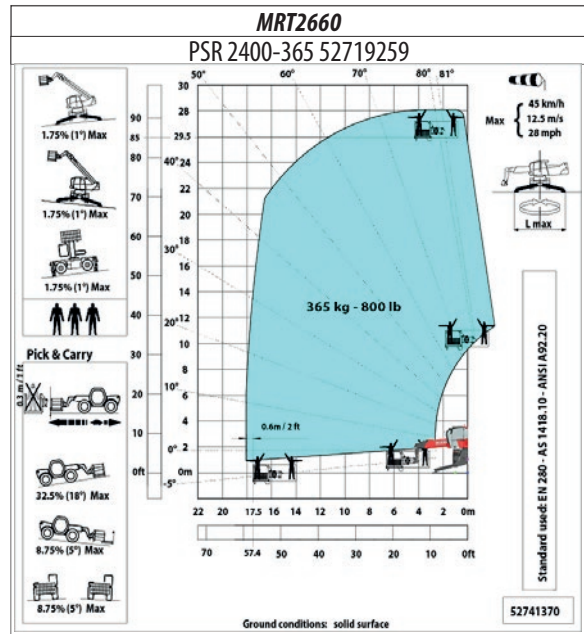 MRT2660
PSR 2400-365 52719259
1.75% (1°) Max
1.75% (1°) Max
1.75% (1°) Max
Pick & Carry
0.3 m / 1 ft
32.5% (18°) Max
8.75% (5°) Max
8.75% (5°) Max
90
85
80
70
60
50
40
30
20
10
0ft
30
28
29.5
26
24
22
20
18
16
14
12
10
8
6
4
2
0m
50°
60°
70°
80°
81°
40°
30°
20°
10°
0°
-5°
365 kg - 800 lb
0.6m / 2 ft
22 20 17.5 16 14 12 10 8 6 4 2 0m
70 57.4 50 40 30 20 10 0ft
Max
45 km/h
12.5 m/s
28 mph
L max
Standard used: EN 280 - AS 1418.10 - ANSI A92.20
52741370
Ground conditions: solid surface